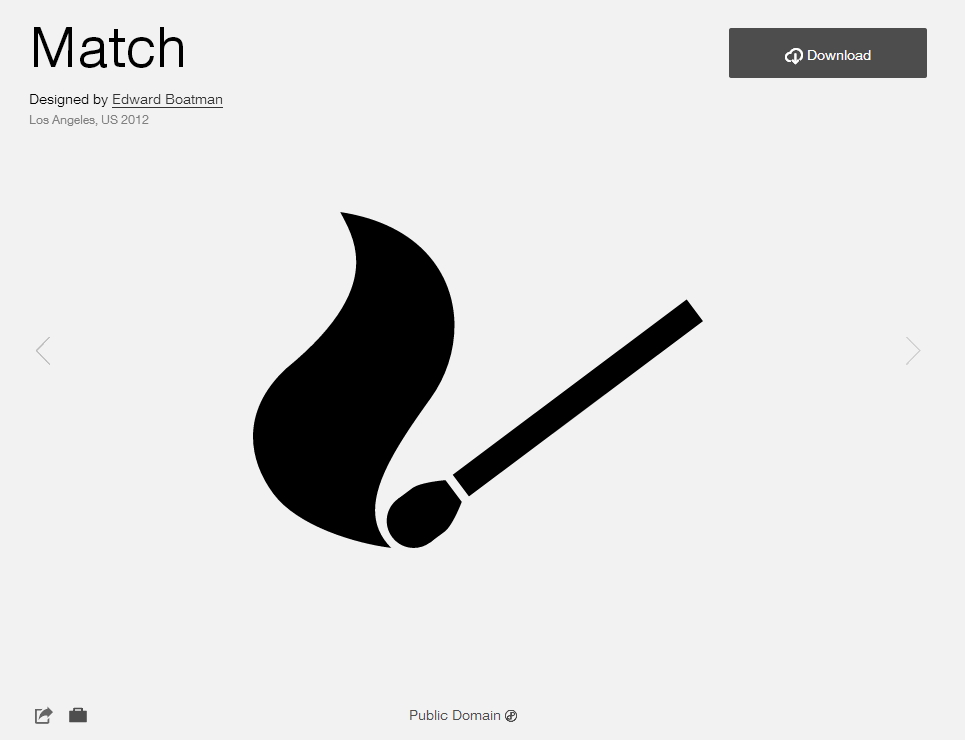 Match
Download
Designed by Edward Boatman
Los Angeles, US 2012
Public Domain